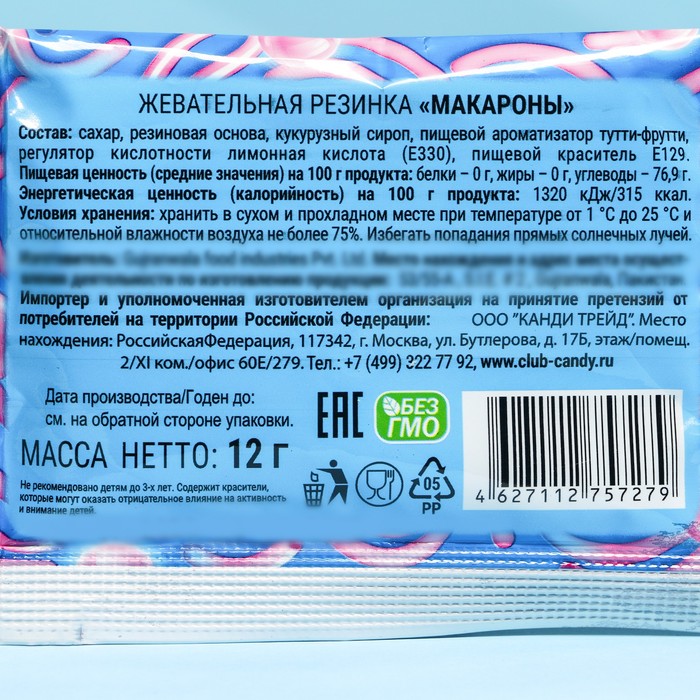 ЖЕВАТЕЛЬНАЯ РЕЗИНКА «МАКАРОНЫ»
Состав: сахар, резиновая основа, кукурузный сироп, пищевой ароматизатор тутти-фрутти,
регулятор кислотности лимонная кислота (Е330), пищевой краситель Е129.
Пищевая ценность (средние значения) на 100 г продукта: белки – 0 г, жиры – 0 г, углеводы – 76,9 г.
Энергетическая ценность (калорийность) на 100 г продукта: 1320 кДж/315 ккал.
Условия хранения: хранить в сухом и прохладном месте при температуре от 1 °С до 25 °С и
относительной влажности воздуха не более 75%. Избегать попадания прямых солнечных лучей.
Импортер и уполномоченная изготовителем организация на принятие претензий от
потребителей на территории Российской Федерации: ООО "КАНДИ ТРЕЙД". Место
нахождения: РоссийскаяФедерация, 117342, г. Москва, ул. Бутлерова, д. 17Б, этаж/помещ.
2/XI ком./офис 60Е/279. Тел.: +7 (499) 322 77 92, www.club-candy.ru
Дата производства/Годен до:
см. на обратной стороне упаковки.
МАССА НЕТТО: 12 г
Не рекомендовано детям до 3-х лет. Содержит красители,
которые могут оказать отрицательное влияние на активность
и внимание детей.
ЕАС
БЕЗ
ГМО
05
PP
4 627112 757279